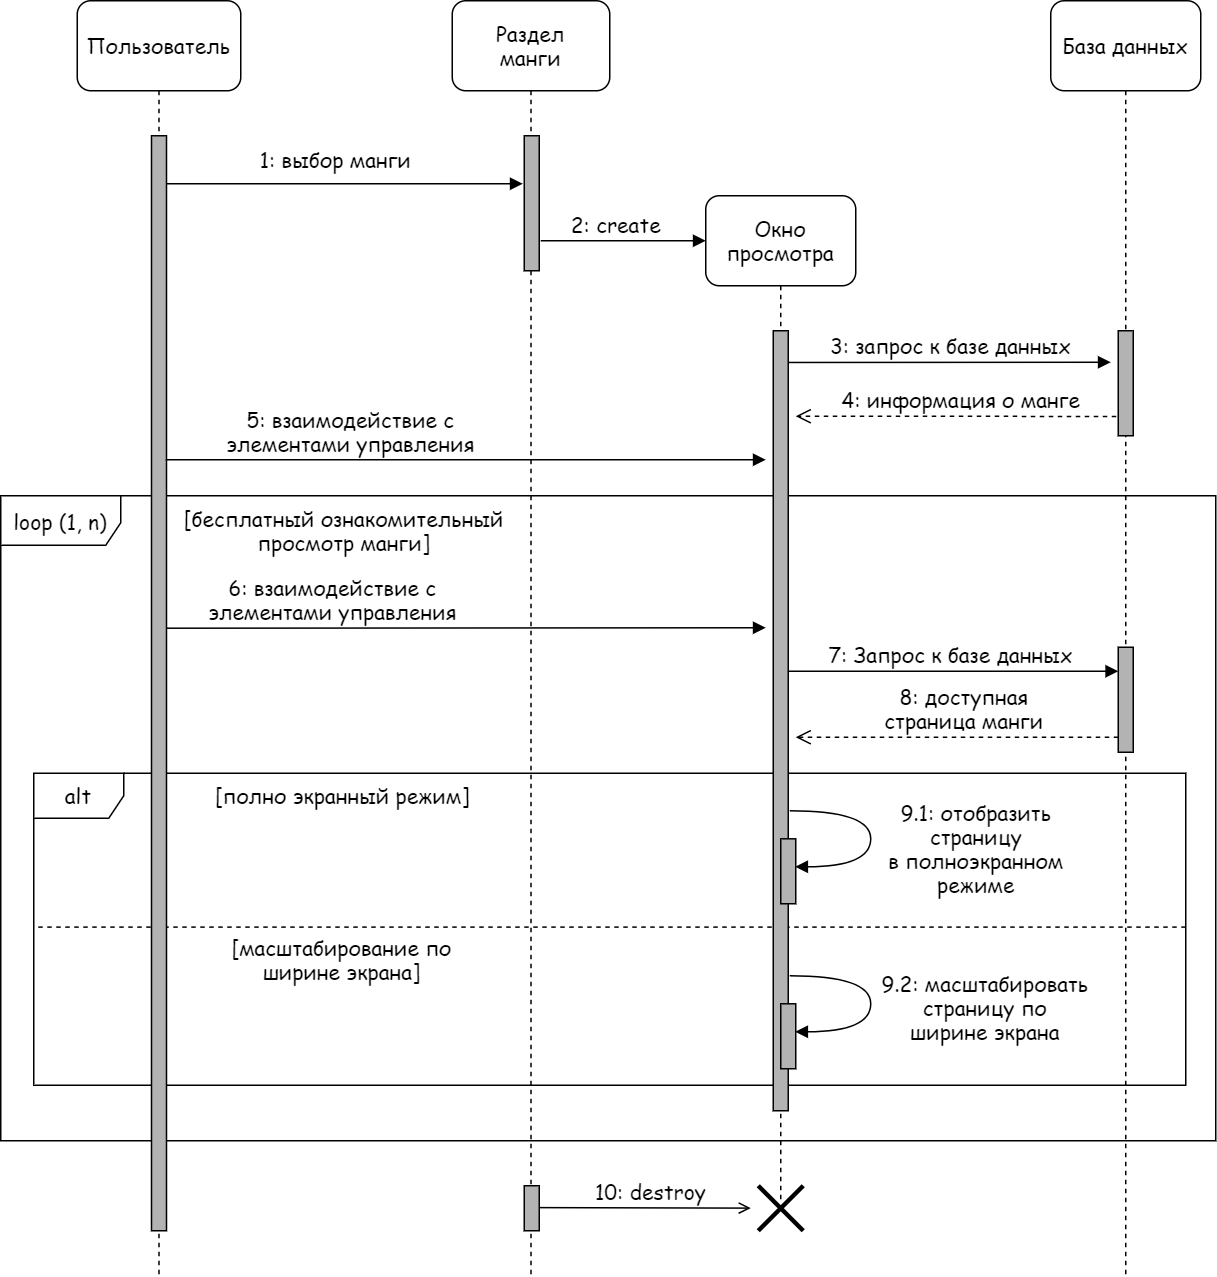 Пользователь
Раздел
манги
База данных
1: выбор манги
2: create
Окно
просмотра
3: запрос к базе данных
4: информация о манге
5: взаимодействие с
элементами управления
loop (1, n)
[бесплатный ознакомительный
просмотр манги]
6: взаимодействие с
элементами управления
7: Запрос к базе данных
8: доступная
страница манги
alt
[полно экранный режим]
9.1: отобразить
страницу
в полноэкранном
режиме
[масштабирование по
ширине экрана]
9.2: масштабировать
страницу по
ширине экрана
10: destroy